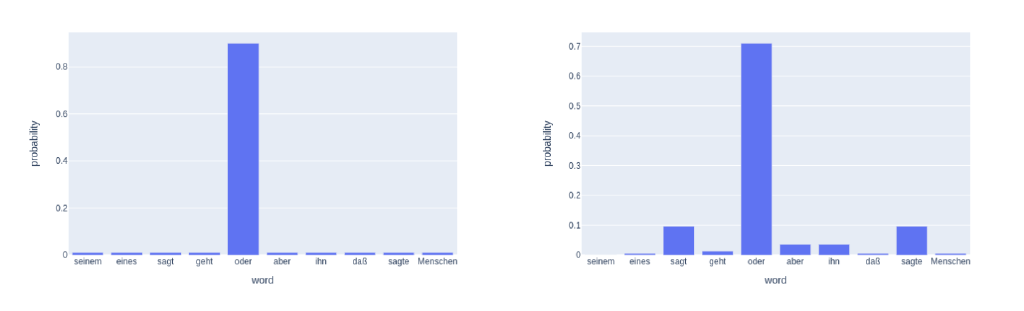 probability
0.8
0.6
0.4
0.2
0
seinem eines sagt geht oder aber ihn daß sagte Menschen
word
probability
0.7
0.6
0.5
0.4
0.3
0.2
0.1
0
seinem eines sagt geht oder aber ihn daß sagte Menschen
word